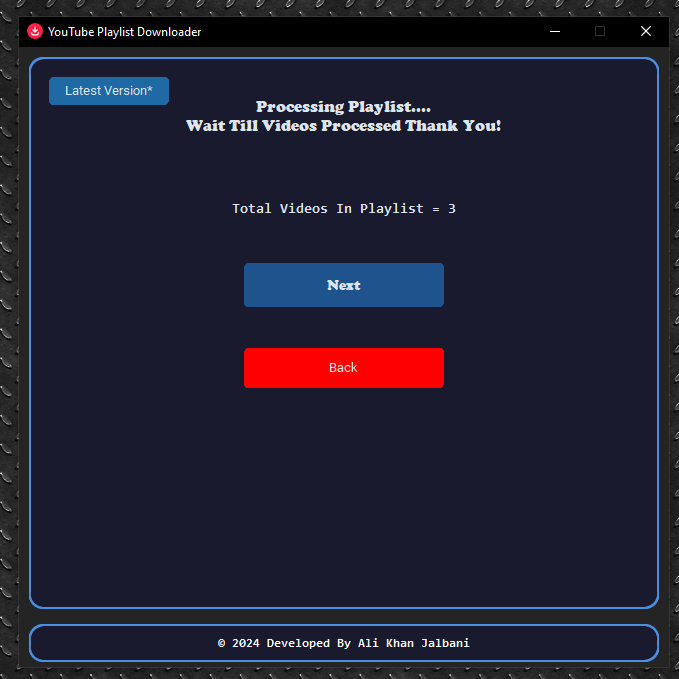 YouTube Playlist Downloader
Latest Version*
Processing Playlist....
Wait Till Videos Processed Thank You!
Total Videos In Playlist = 3
Next
Back
© 2024 Developed By Ali Khan Jalbani